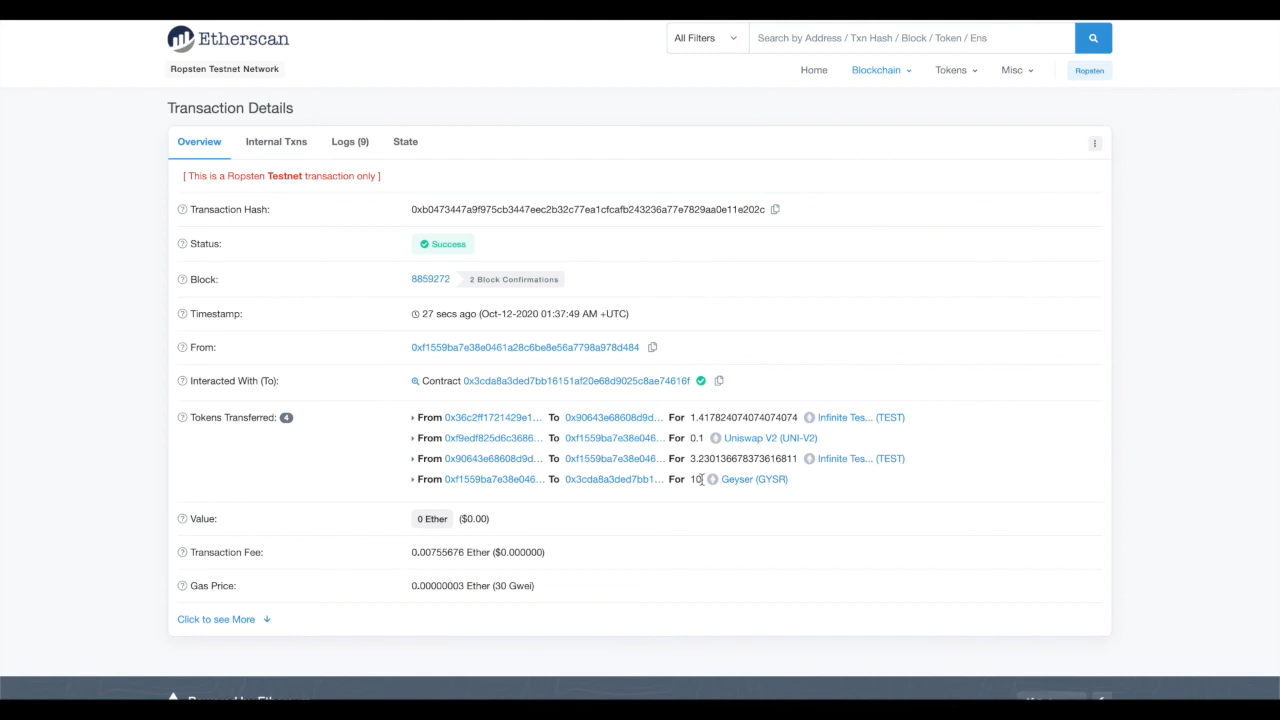 Etherscan
All Filters
Search by Address / Txn Hash / Block / Token / Ens
Ropsten Testnet Network
Home Blockchain Tokens Misc Ropsten
Transaction Details
Overview Internal Txns Logs (9) State
[ This is a Ropsten Testnet transaction only ]
Transaction Hash: 0xb0473447a9f975cb3447eec2b32c77ea1cfcafb243236a77e7829aa0e11e202c
Status: Success
Block: 8859272 2 Block Confirmations
Timestamp: 27 secs ago (Oct-12-2020 01:37:49 AM +UTC)
From: 0xf1559ba7e38e0461a28c6be8e56a7798a978d484
Interacted With (To): Contract 0x3cda8a3ded7bb16151af20e68d9025c8ae74616f
Tokens Transferred: 4
From 0x36c2ff1721429e1... To 0x90643e68608d9d... For 1.417824074074074074 Infinite Tes... (TEST)
From 0xf9edf825d6c3686... To 0xf1559ba7e38e046... For 0.1 Uniswap V2 (UNI-V2)
From 0x90643e68608d9d... To 0xf1559ba7e38e046... For 3.230136678373616811 Infinite Tes... (TEST)
From 0xf1559ba7e38e046... To 0x3cda8a3ded7bb1... For 10 Geyser (GYSR)
Value: 0 Ether ($0.00)
Transaction Fee: 0.00755676 Ether ($0.000000)
Gas Price: 0.00000003 Ether (30 Gwei)
Click to see More